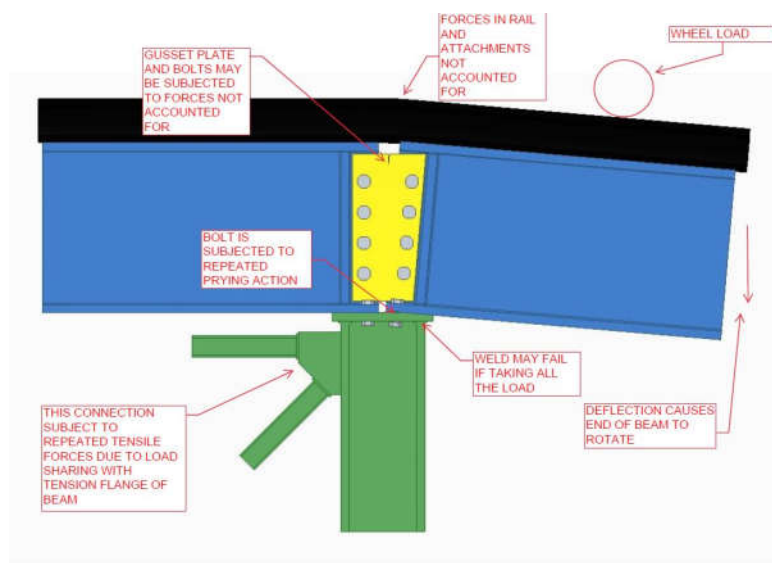 FORCES IN RAIL
AND
ATTACHMENTS
NOT
ACCOUNTED
FOR
WHEEL LOAD
GUSSET PLATE
AND BOLTS MAY
BE SUBJECTED
TO FORCES NOT
ACCOUNTED
FOR
BOLT IS
SUBJECTED TO
REPEATED
PRYING ACTION
WELD MAY FAIL
IF TAKING ALL
THE LOAD
THIS CONNECTION
SUBJECT TO
REPEATED TENSILE
FORCES DUE TO LOAD
SHARING WITH
TENSION FLANGE OF
BEAM
DEFLECTION CAUSES
END OF BEAM TO
ROTATE